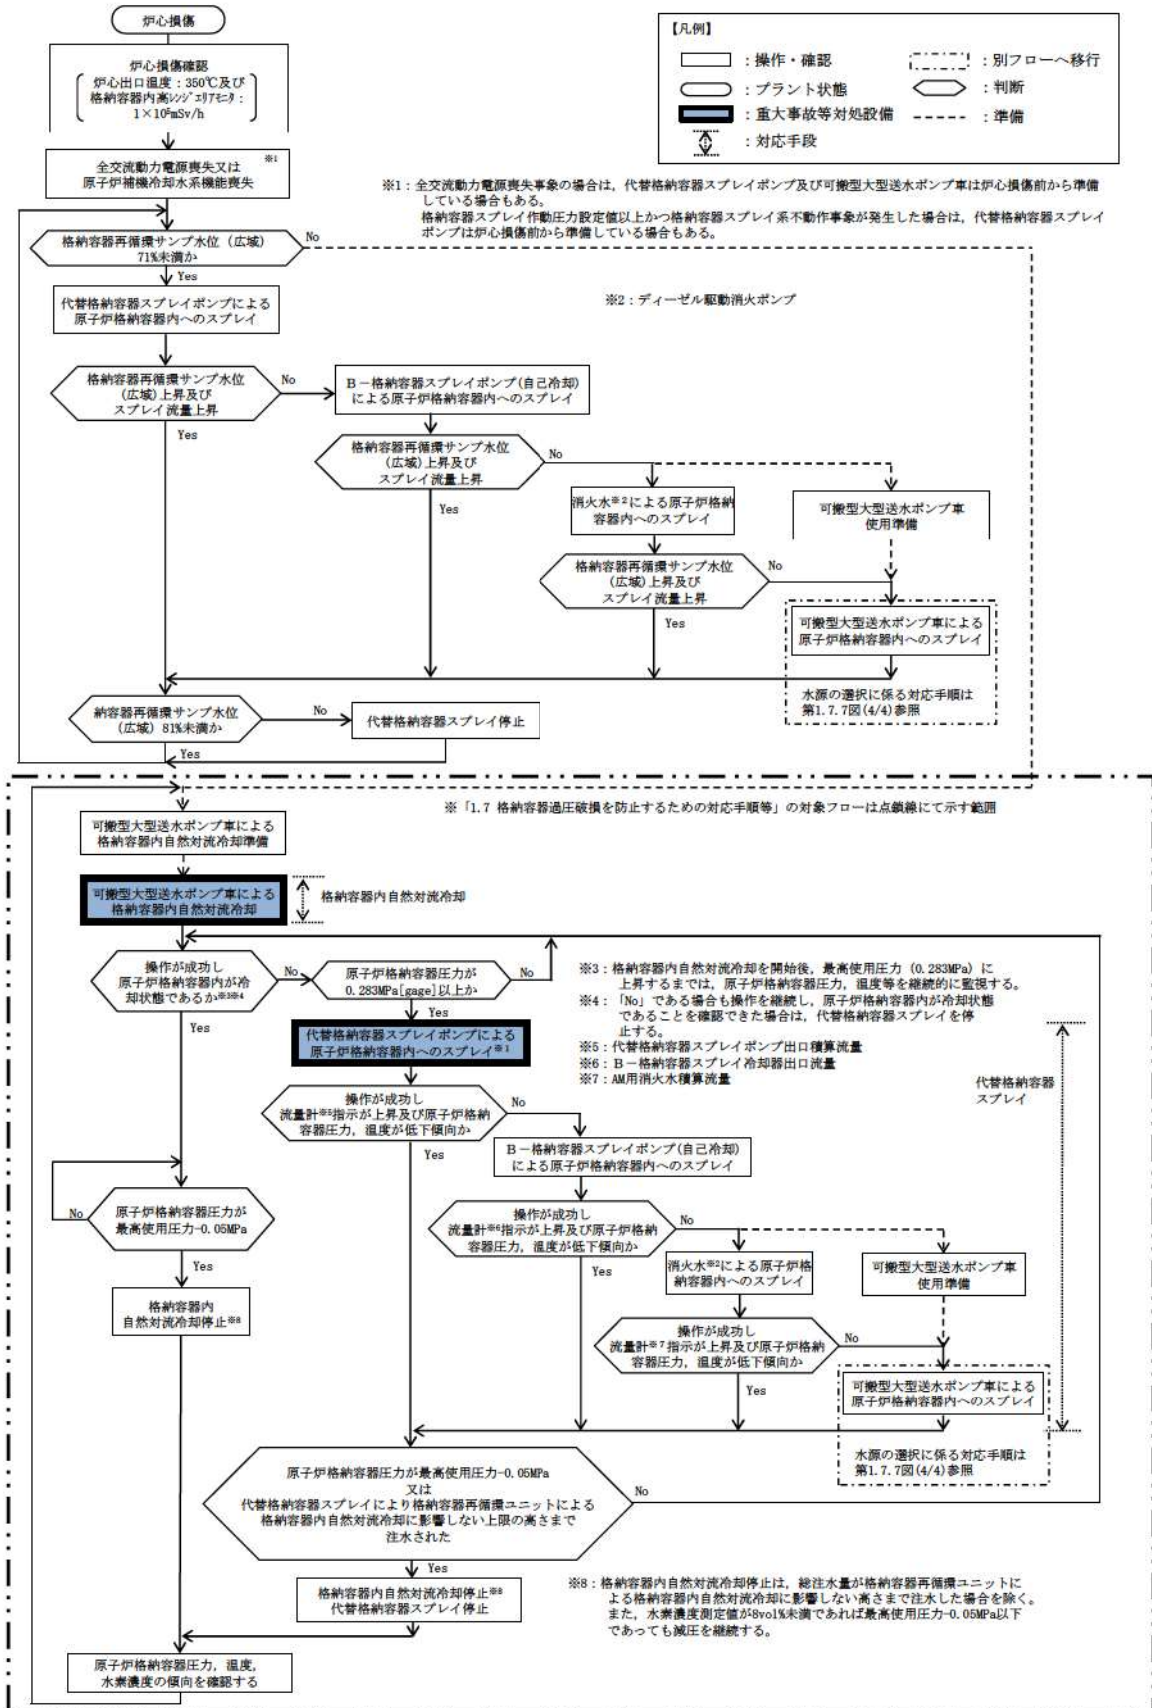 炉心損傷
炉心損傷確認
炉心出口温度：350℃及び
格納容器内高ﾚﾝｼﾞｴﾘｱﾓﾆﾀ：
1×10⁵mSv/h
全交流動力電源喪失又は※1
原子炉補機冷却水系機能喪失
【凡例】
：操作・確認
：別フローへ移行
：プラント状態
：判断
：重大事故等対処設備
：準備
：対応手段
※1：全交流動力電源喪失事象の場合は，代替格納容器スプレイポンプ及び可搬型大型送水ポンプ車は炉心損傷前から準備
している場合もある。
格納容器スプレイ作動圧力設定値以上かつ格納容器スプレイ系不動作事象が発生した場合は，代替格納容器スプレイ
ポンプは炉心損傷前から準備している場合もある。
格納容器再循環サンプ水位（広域）
71%未満か
No
Yes
代替格納容器スプレイポンプによる
原子炉格納容器内へのスプレイ
※2：ディーゼル駆動消火ポンプ
格納容器再循環サンプ水位
（広域）上昇及び
スプレイ流量上昇
No
Yes
B－格納容器スプレイポンプ(自己冷却)
による原子炉格納容器内へのスプレイ
格納容器再循環サンプ水位
（広域）上昇及び
スプレイ流量上昇
No
Yes
消火水※2による原子炉格納
容器内へのスプレイ
可搬型大型送水ポンプ車
使用準備
格納容器再循環サンプ水位
（広域）上昇及び
スプレイ流量上昇
No
Yes
可搬型大型送水ポンプ車による
原子炉格納容器内へのスプレイ
水源の選択に係る対応手順は
第1.7.7図(4/4)参照
納容器再循環サンプ水位
（広域）81%未満か
No
Yes
代替格納容器スプレイ停止
※「1.7 格納容器過圧破損を防止するための対応手順等」の対象フローは点鎖線にて示す範囲
可搬型大型送水ポンプ車による
格納容器内自然対流冷却準備
可搬型大型送水ポンプ車による
格納容器内自然対流冷却
格納容器内自然対流冷却
操作が成功し
原子炉格納容器内が冷
却状態であるか※3※4
No
Yes
原子炉格納容器圧力が
0.283MPa[gage]以上か
No
Yes
※3：格納容器内自然対流冷却を開始後，最高使用圧力（0.283MPa）に
上昇するまでは，原子炉格納容器圧力，温度等を継続的に監視する。
※4：「No」である場合も操作を継続し，原子炉格納容器内が冷却状態
であることを確認できた場合は，代替格納容器スプレイを停
止する。
※5：代替格納容器スプレイポンプ出口積算流量
※6：B－格納容器スプレイ冷却器出口流量
※7：AM用消火水積算流量
代替格納容器スプレイポンプによる
原子炉格納容器内へのスプレイ※1
代替格納容器
スプレイ
操作が成功し
流量計※5指示が上昇及び原子炉格納
容器圧力，温度が低下傾向か
No
Yes
B－格納容器スプレイポンプ(自己冷却)
による原子炉格納容器内へのスプレイ
原子炉格納容器圧力が
最高使用圧力-0.05MPa
No
Yes
操作が成功し
流量計※6指示が上昇及び原子炉格納
容器圧力，温度が低下傾向か
No
Yes
消火水※2による原子炉格
納容器内へのスプレイ
可搬型大型送水ポンプ車
使用準備
格納容器内
自然対流冷却停止※8
操作が成功し
流量計※7指示が上昇及び原子炉格納
容器圧力，温度が低下傾向か
No
Yes
可搬型大型送水ポンプ車による
原子炉格納容器内へのスプレイ
水源の選択に係る対応手順は
第1.7.7図(4/4)参照
原子炉格納容器圧力が最高使用圧力-0.05MPa
又は
代替格納容器スプレイにより格納容器再循環ユニットによる
格納容器内自然対流冷却に影響しない上限の高さまで
注水された
No
Yes
格納容器内自然対流冷却停止※8
代替格納容器スプレイ停止
※8：格納容器内自然対流冷却停止は，総注水量が格納容器再循環ユニットに
よる格納容器内自然対流冷却に影響しない高さまで注水した場合を除く。
また，水素濃度測定値が8vol%未満であれば最高使用圧力-0.05MPa以下
であっても減圧を継続する。
原子炉格納容器圧力，温度，
水素濃度の傾向を確認する